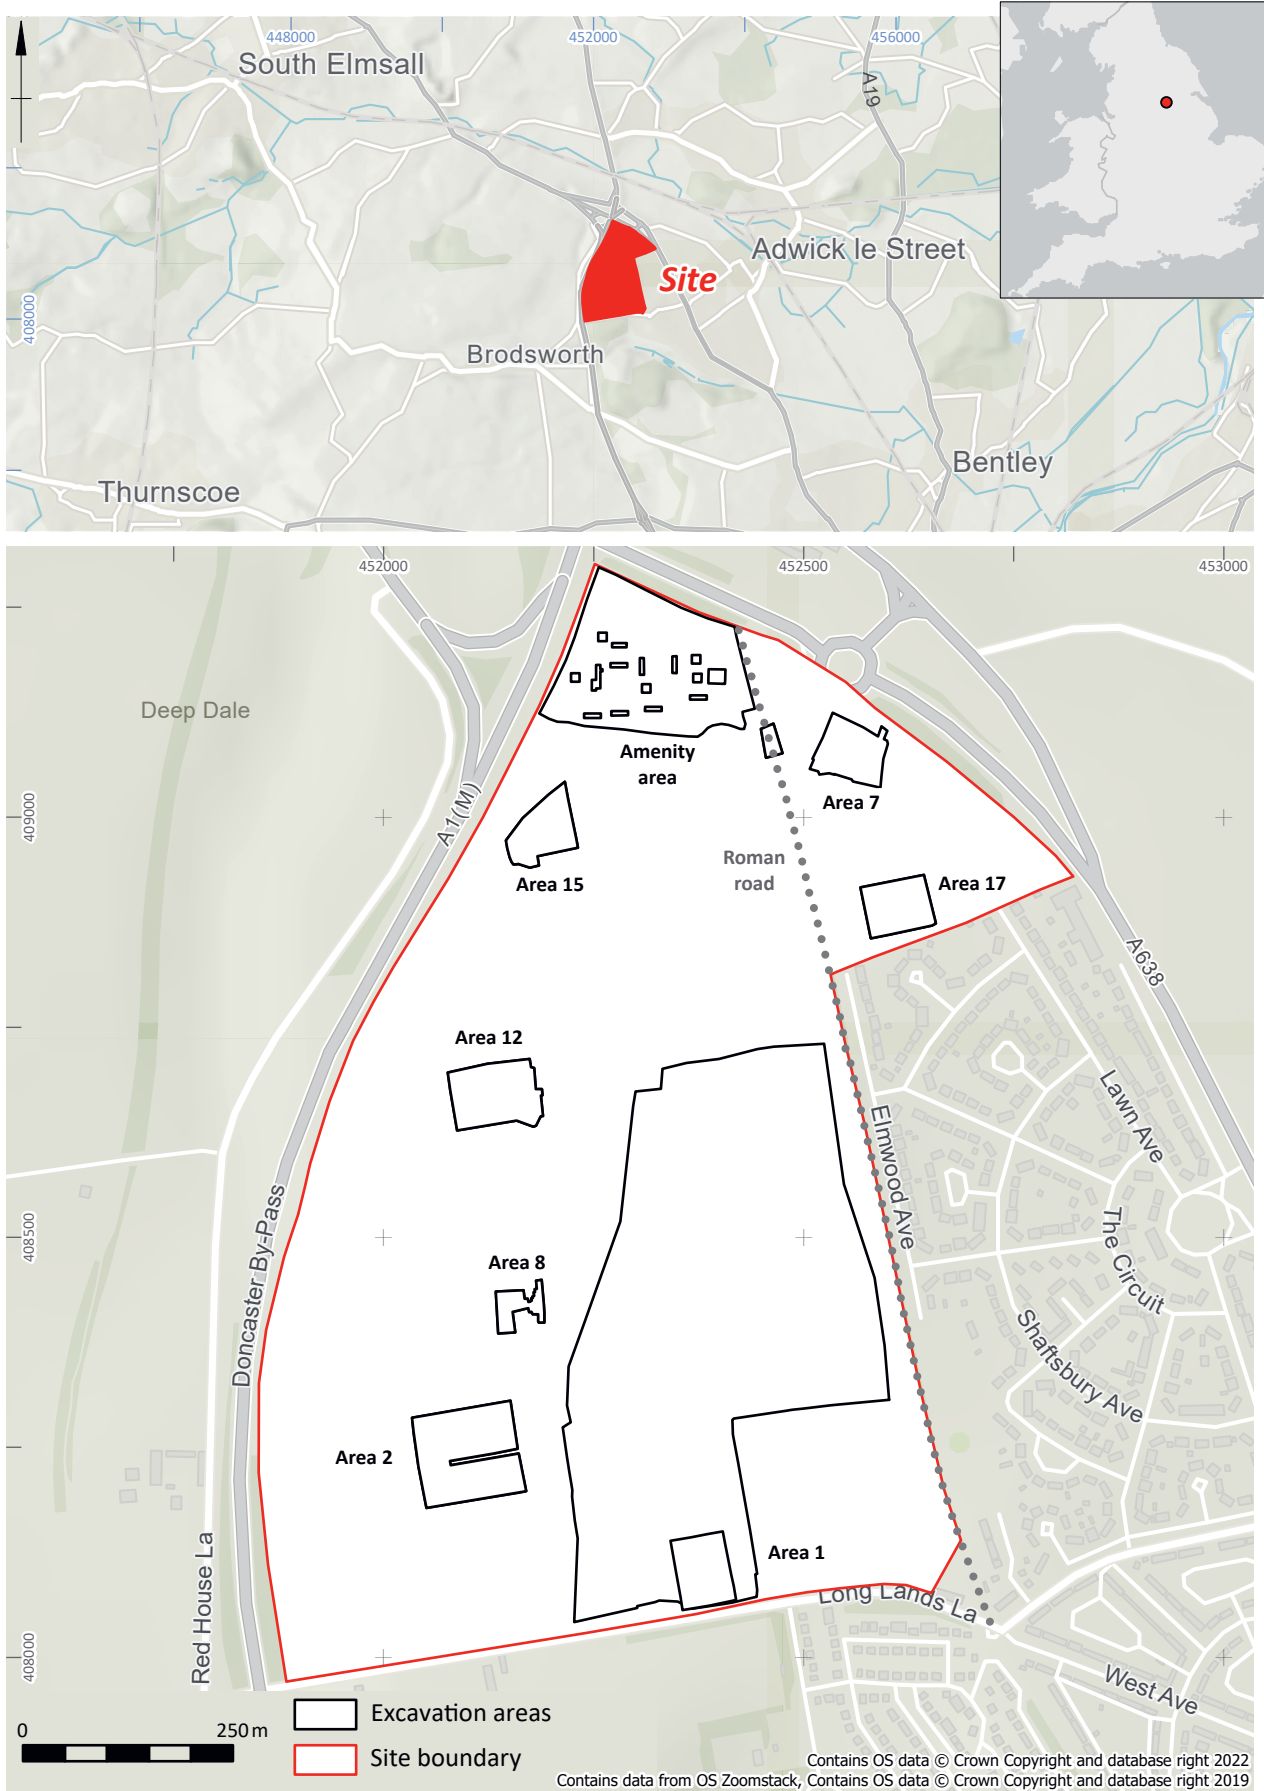 448000
452000
456000
South Elmsall
A19
Adwick le Street
Site
408000
Brodsworth
Bentley
Thurnscoe
452000
452500
453000
Deep Dale
Amenity
area
A1(M)
Area 7
409000
Roman
road
Area 15
Area 17
A638
Area 12
Lawn Ave
Elmwood Ave
The Circuit
408500
Doncaster By-Pass
Area 8
Shaftsbury Ave
Area 2
Area 1
Red House La
Long Lands La
408000
West Ave
0
250 m
Excavation areas
Site boundary
Contains OS data © Crown Copyright and database right 2022
Contains data from OS Zoomstack, Contains OS data © Crown Copyright and database right 2019